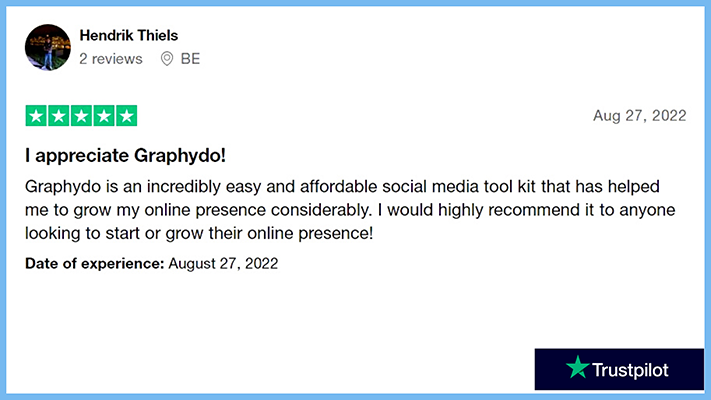 Hendrik Thiels
2 reviews BE
Aug 27, 2022
I appreciate Graphydo!
Graphydo is an incredibly easy and affordable social media tool kit that has helped
me to grow my online presence considerably. I would highly recommend it to anyone
looking to start or grow their online presence!
Date of experience: August 27, 2022
Trustpilot